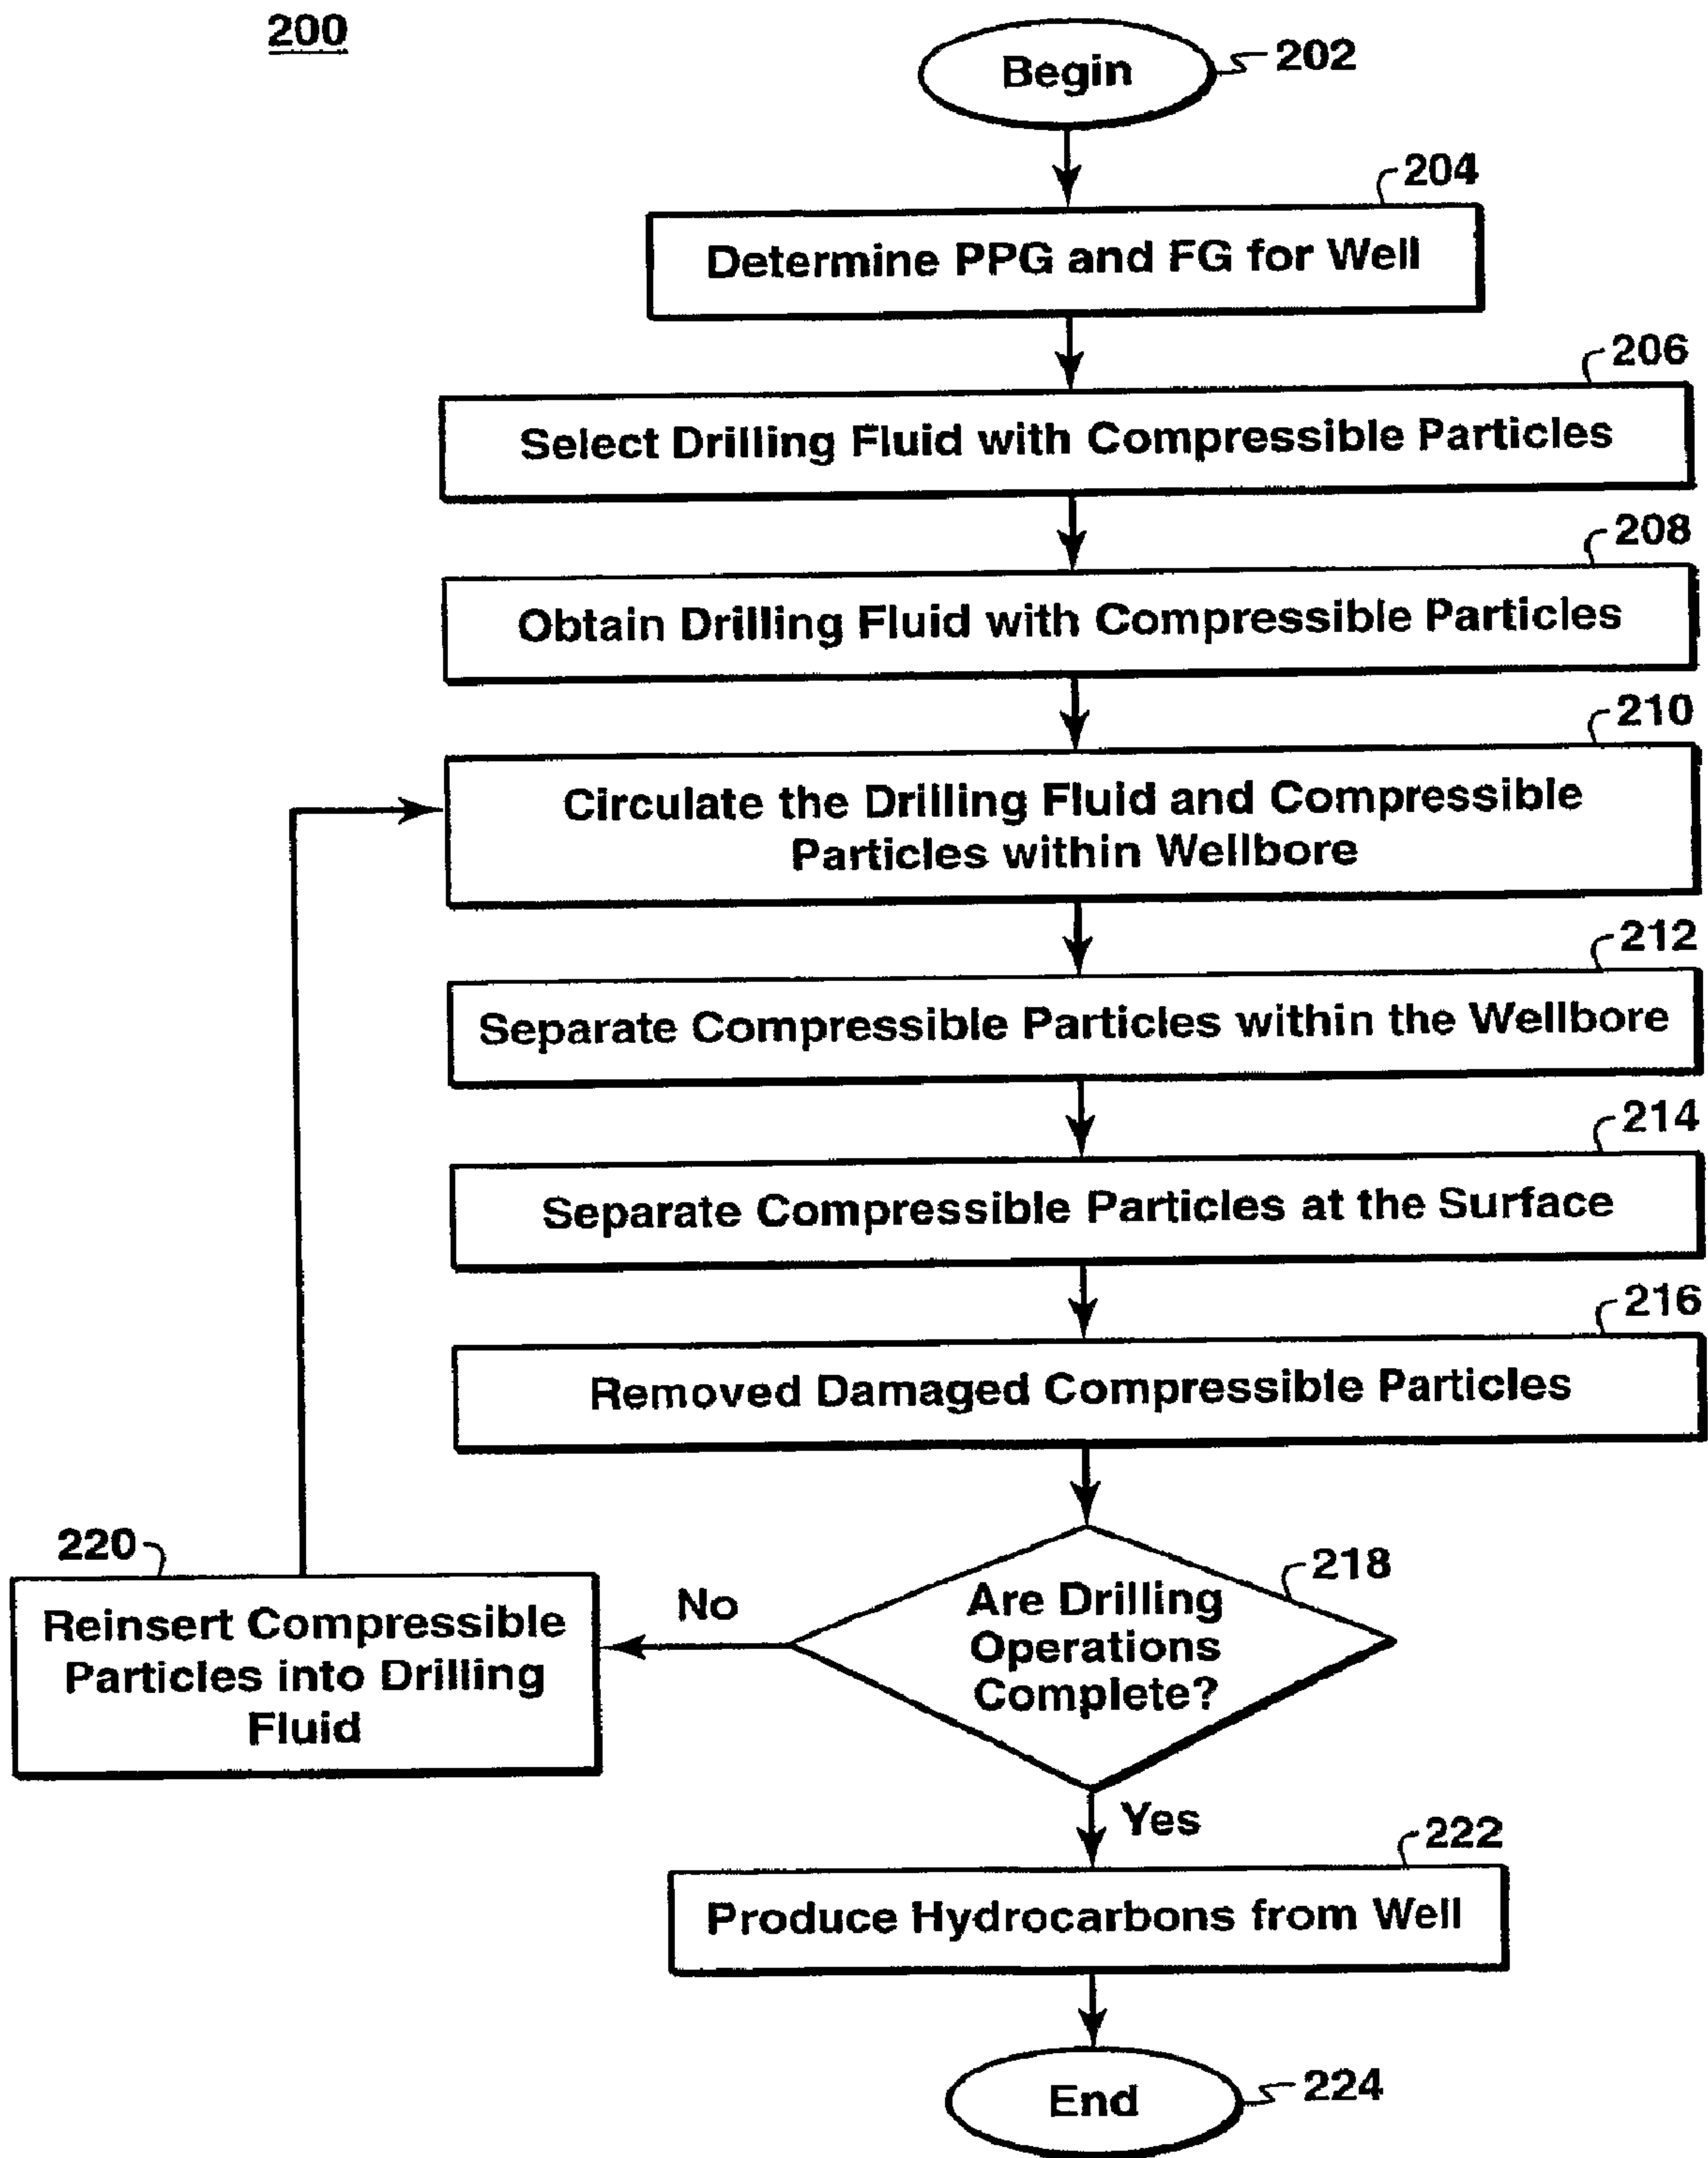 200
Begin
202
204
Determine PPG and FG for Well
206
Select Drilling Fluid with Compressible Particles
208
Obtain Drilling Fluid with Compressible Particles
210
Circulate the Drilling Fluid and Compressible
Particles within Wellbore
212
Separate Compressible Particles within the Wellbore
214
Separate Compressible Particles at the Surface
216
Removed Damaged Compressible Particles
218
Are Drilling
Operations
Complete?
No
220
Reinsert Compressible
Particles into Drilling
Fluid
Yes
222
Produce Hydrocarbons from Well
End
224